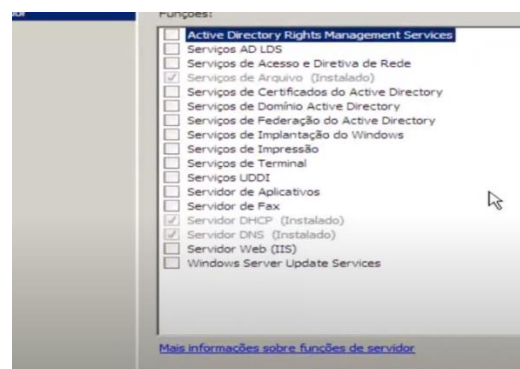 Funções:
Active Directory Rights Management Services
Serviços AD LDS
Serviços de Acesso e Diretiva de Rede
Serviços de Arquivo (Instalado)
Serviços de Certificados do Active Directory
Serviços de Domínio Active Directory
Serviços de Federação do Active Directory
Serviços de Implantação do Windows
Serviços de Impressão
Serviços de Terminal
Serviços UDDI
Servidor de Aplicativos
Servidor de Fax
Servidor DHCP (Instalado)
Servidor DNS (Instalado)
Servidor Web (IIS)
Windows Server Update Services
Mais informações sobre funções de servidor